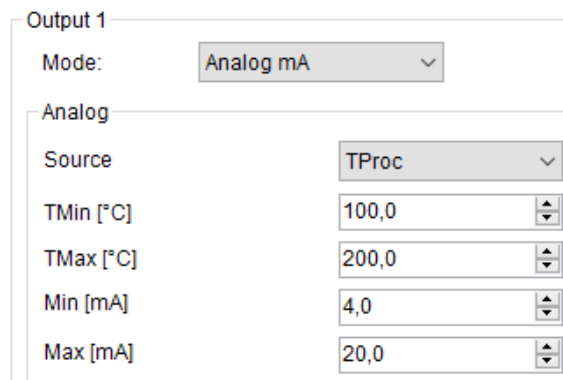 Output 1
Mode: Analog mA
Analog
Source TProc
TMin [°C] 100,0
TMax [°C] 200,0
Min [mA] 4,0
Max [mA] 20,0